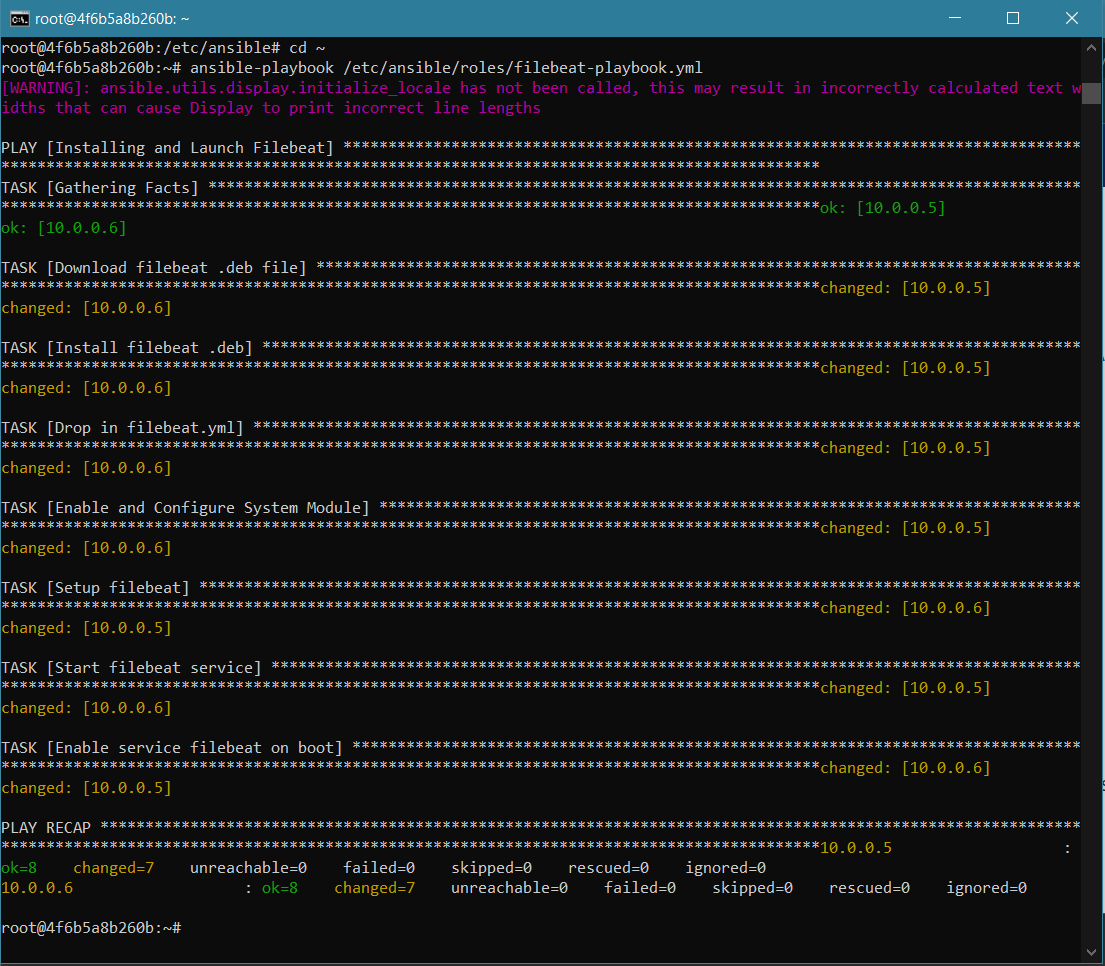 root@4f6b5a8b260b: ~
root@4f6b5a8b260b:/etc/ansible# cd ~
root@4f6b5a8b260b:~# ansible-playbook /etc/ansible/roles/filebeat-playbook.yml
[WARNING]: ansible.utils.display.initialize_locale has not been called, this may result in incorrectly calculated text w
idths that can cause Display to print incorrect line lengths
PLAY [Installing and Launch Filebeat] **********************************************************************************
*******************************************************************************************
TASK [Gathering Facts] *************************************************************************************************
*******************************************************************************************ok: [10.0.0.5]
ok: [10.0.0.6]
TASK [Download filebeat .deb file] *************************************************************************************
*******************************************************************************************changed: [10.0.0.5]
changed: [10.0.0.6]
TASK [Install filebeat .deb] *******************************************************************************************
*******************************************************************************************changed: [10.0.0.5]
changed: [10.0.0.6]
TASK [Drop in filebeat.yml] ********************************************************************************************
*******************************************************************************************changed: [10.0.0.5]
changed: [10.0.0.6]
TASK [Enable and Configure System Module] ******************************************************************************
*******************************************************************************************changed: [10.0.0.5]
changed: [10.0.0.6]
TASK [Setup filebeat] **************************************************************************************************
*******************************************************************************************changed: [10.0.0.6]
changed: [10.0.0.5]
TASK [Start filebeat service] ******************************************************************************************
*******************************************************************************************changed: [10.0.0.5]
changed: [10.0.0.6]
TASK [Enable service filebeat on boot] *********************************************************************************
*******************************************************************************************changed: [10.0.0.6]
changed: [10.0.0.5]
PLAY RECAP *************************************************************************************************************
*******************************************************************************************10.0.0.5                   :
ok=8    changed=7    unreachable=0    failed=0    skipped=0    rescued=0    ignored=0
10.0.0.6                   : ok=8    changed=7    unreachable=0    failed=0    skipped=0    rescued=0    ignored=0
root@4f6b5a8b260b:~#